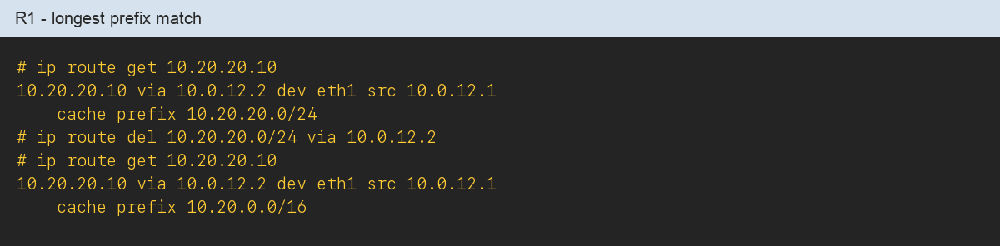 R1 - longest prefix match
# ip route get 10.20.20.10
10.20.20.10 via 10.0.12.2 dev eth1 src 10.0.12.1
    cache prefix 10.20.20.0/24
# ip route del 10.20.20.0/24 via 10.0.12.2
# ip route get 10.20.20.10
10.20.20.10 via 10.0.12.2 dev eth1 src 10.0.12.1
    cache prefix 10.20.0.0/16